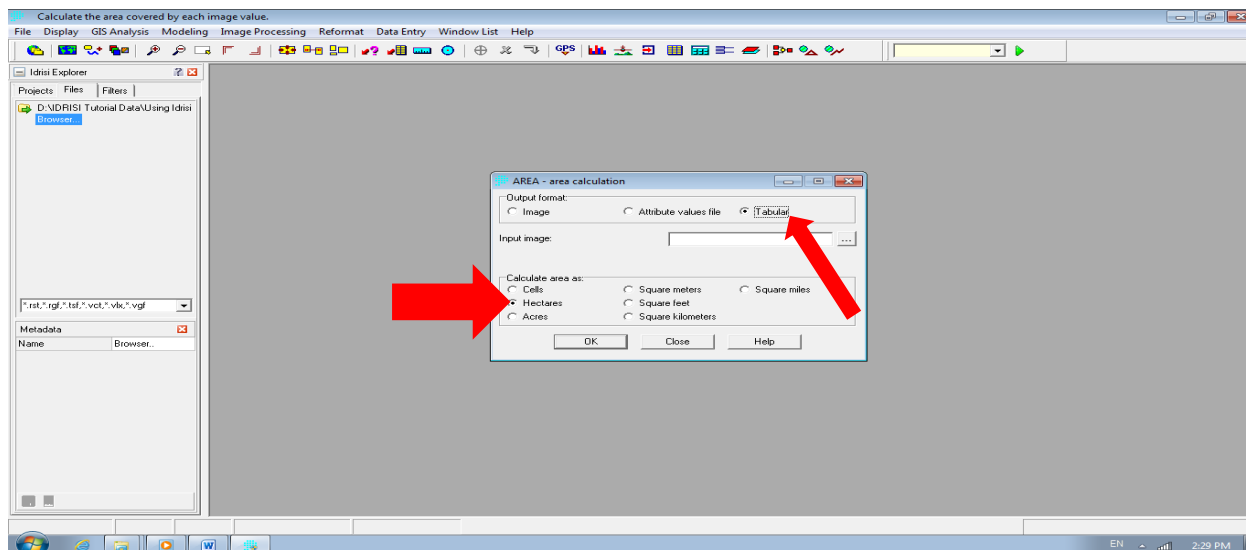 Calculate the area covered by each image value.
File Display GIS Analysis Modeling Image Processing Reformat Data Entry Window List Help
GPS
Idrisi Explorer
Projects Files Filters
D:\IDRISI Tutorial Data\Using Idrisi
Browser...
AREA - area calculation
Output format:
Image Attribute values file Tabular
Input image: ...
Calculate area as:
Cells Square meters Square miles
Hectares Square feet
Acres Square kilometers
OK Close Help
*.rst,*.rgf,*.tsf,*.vct,*.vlx,*.vgf
Metadata
Name Browser..
EN 2:29 PM